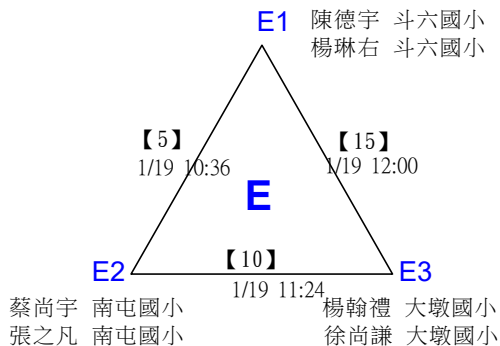 E1 陳德宇 斗六國小
楊琳右 斗六國小
【5】
1/19 10:36
【15】
1/19 12:00
E
【10】
1/19 11:24
E2
E3
蔡尚宇 南屯國小
張之凡 南屯國小
楊翰禮 大墩國小
徐尚謙 大墩國小